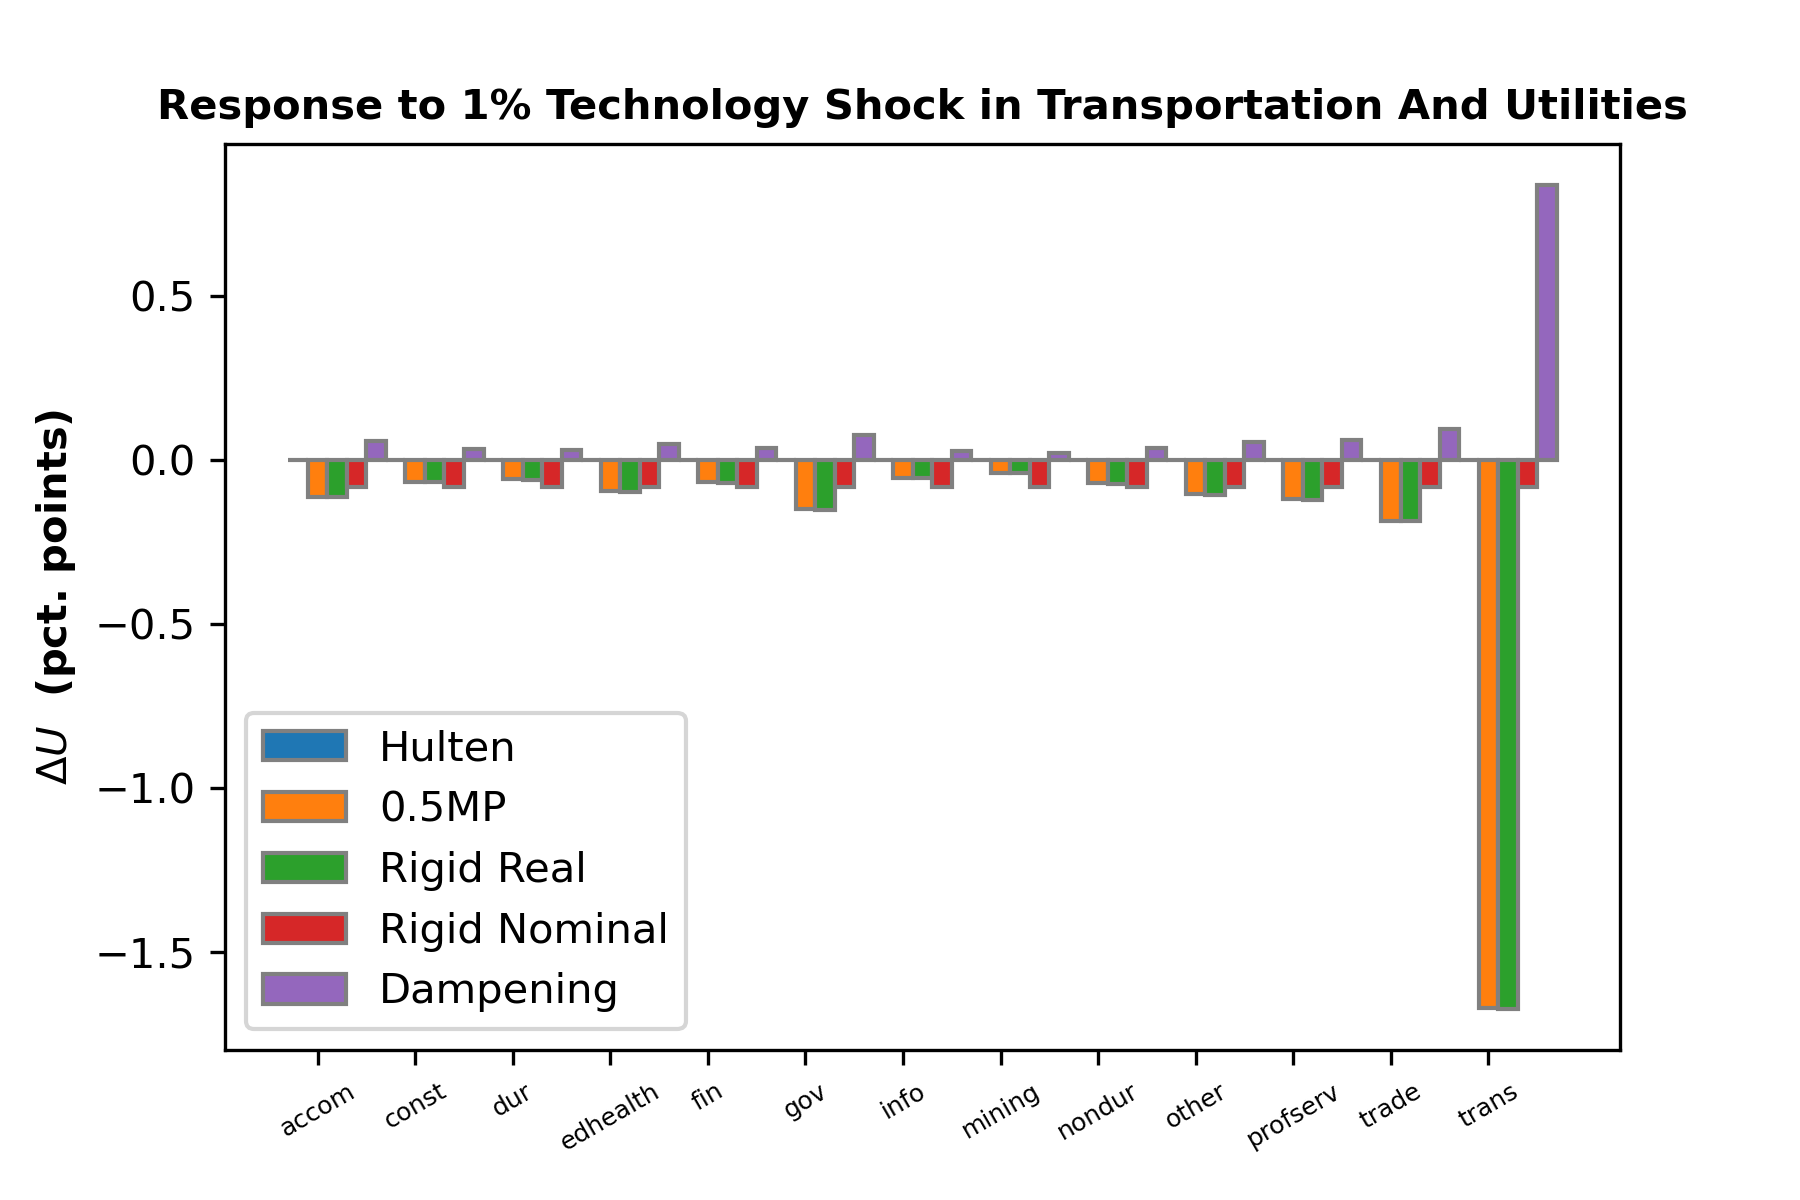 Response to 1% Technology Shock in Transportation And Utilities
ΔU (pct. points)
0.5
0.0
−0.5
−1.0
−1.5
Hulten
0.5MP
Rigid Real
Rigid Nominal
Dampening
accom const dur edhealth fin gov info mining nondur other profserv trade trans